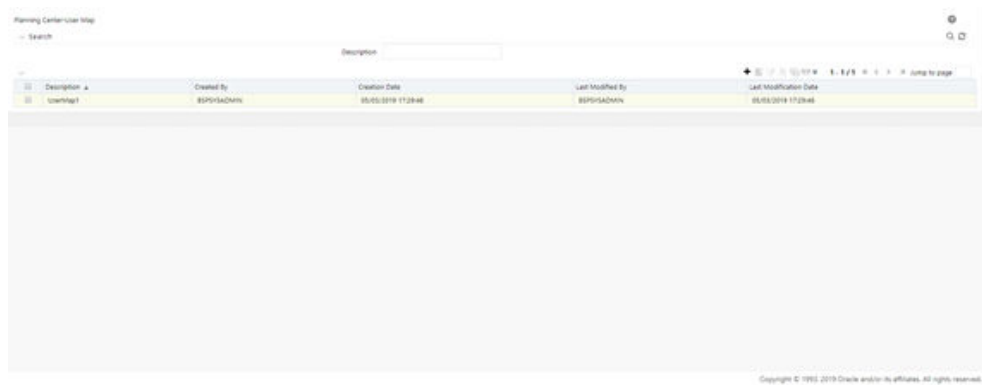 Planning Center-User Map
Search
Description
1-1/1 Jump to page
Description Created By Creation Date Last Modified By Last Modification Date
UserMap1 BSPSYSADMIN 05/03/2019 17:29:46 BSPSYSADMIN 05/03/2019 17:29:46
Copyright © 1993, 2019 Oracle and/or its affiliates. All rights reserved.